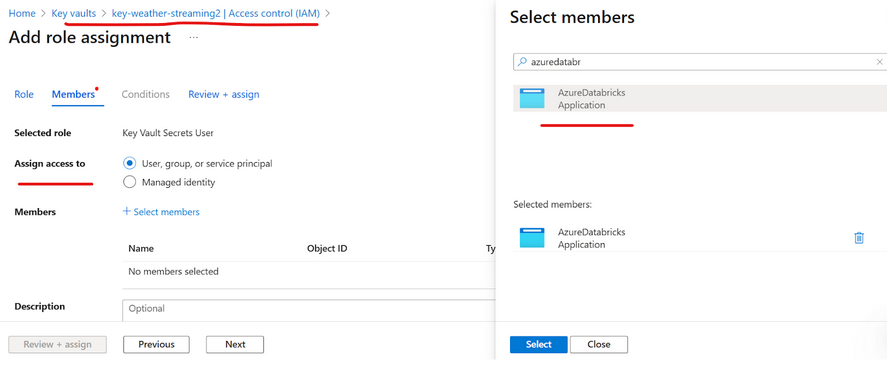 Home > Key vaults > key-weather-streaming2 | Access control (IAM) >
Add role assignment ...
Role Members Conditions Review + assign
Selected role Key Vault Secrets User
Assign access to User, group, or service principal
Managed identity
Members + Select members
Name Object ID Ty
No members selected
Description Optional
Review + assign Previous Next
Select members
azuredatabr
AzureDatabricks
Application
Selected members:
AzureDatabricks
Application
Select Close